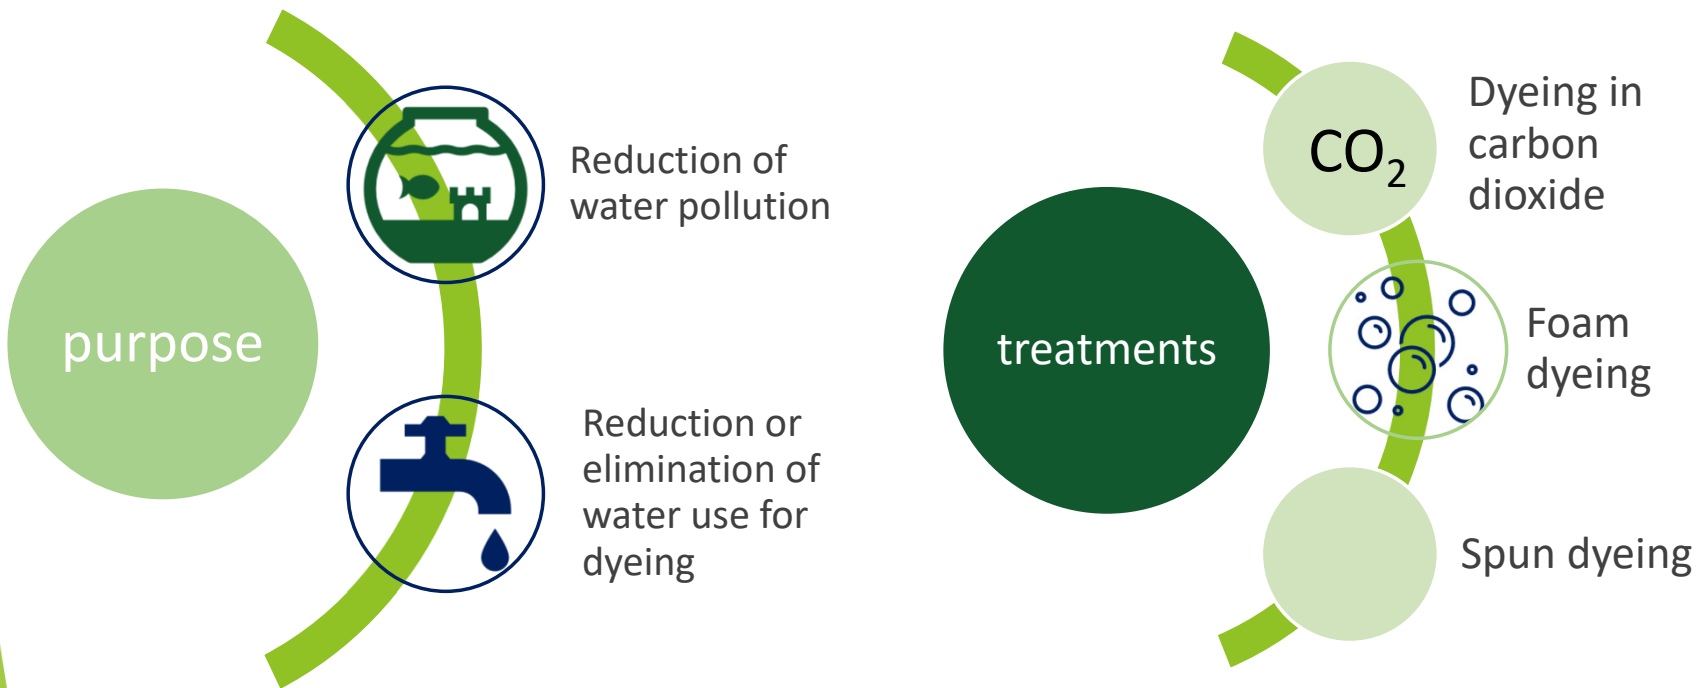 purpose
Reduction of
water pollution
Reduction or
elimination of
water use for
dyeing
treatments
CO₂
Dyeing in
carbon
dioxide
Foam
dyeing
Spun dyeing